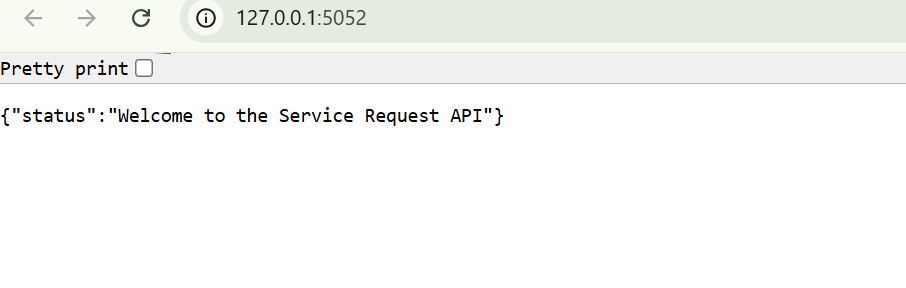 127.0.0.1:5052
Pretty print
{"status":"Welcome to the Service Request API"}